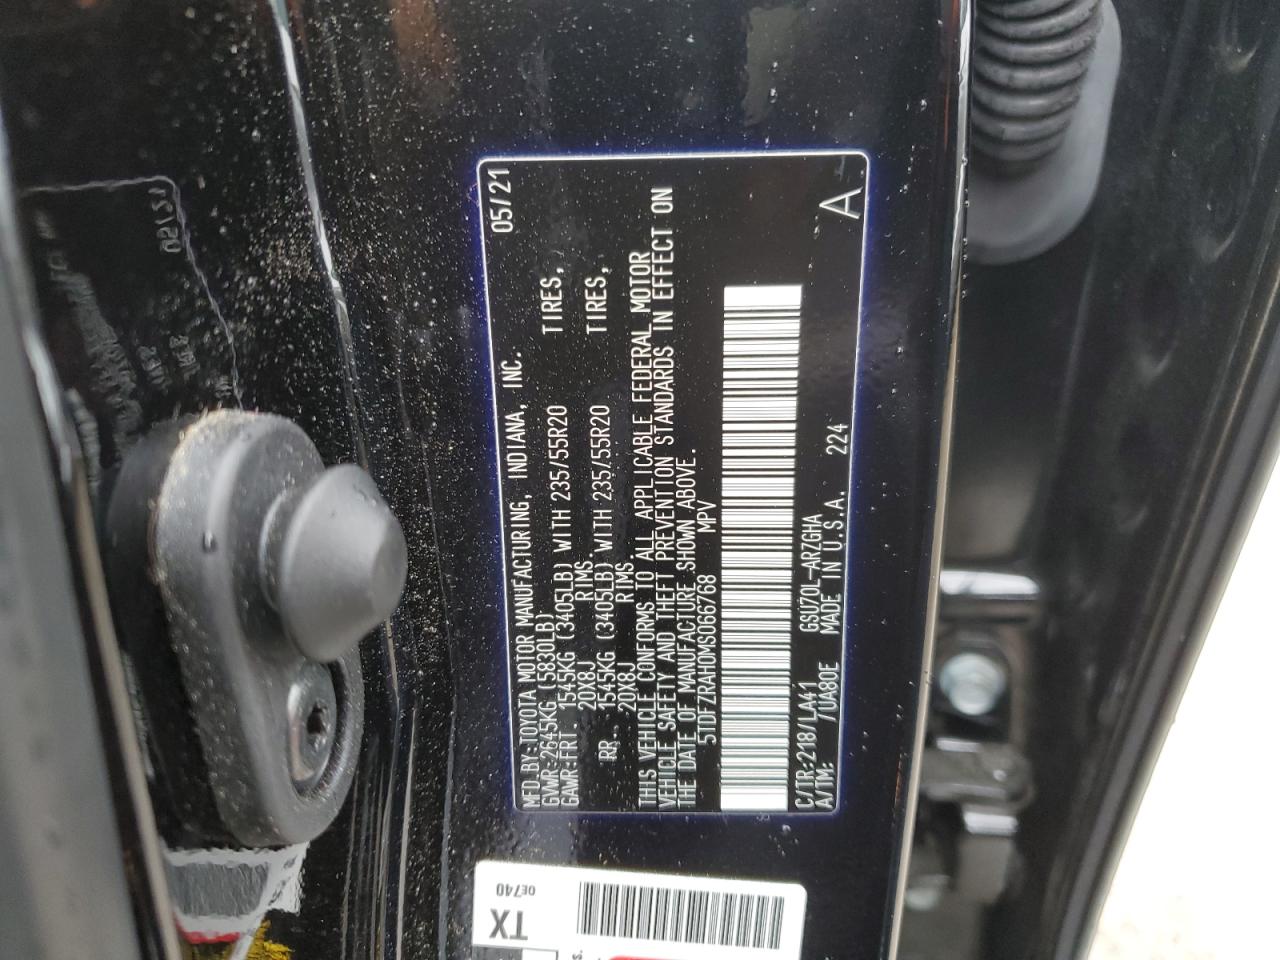 MFD.BY:TOYOTA MOTOR MANUFACTURING, INDIANA, INC. 05/21
GVWR:2645KG (5830LB)
GAWR:FRT. 1545KG (3405LB) WITH 235/55R20 TIRES,
20X8J RIMS,
RR. 1545KG (3405LB) WITH 235/55R20 TIRES,
20X8J RIMS.
THIS VEHICLE CONFORMS TO ALL APPLICABLE FEDERAL MOTOR
VEHICLE SAFETY AND THEFT PREVENTION STANDARDS IN EFFECT ON
THE DATE OF MANUFACTURE SHOWN ABOVE.
5TDFZRAH0MS066768 MPV
C/TR:218/LA41 GSU70L-ARZGHA
A/TM: /UA80E MADE IN U.S.A. 224 A
0E740
TX